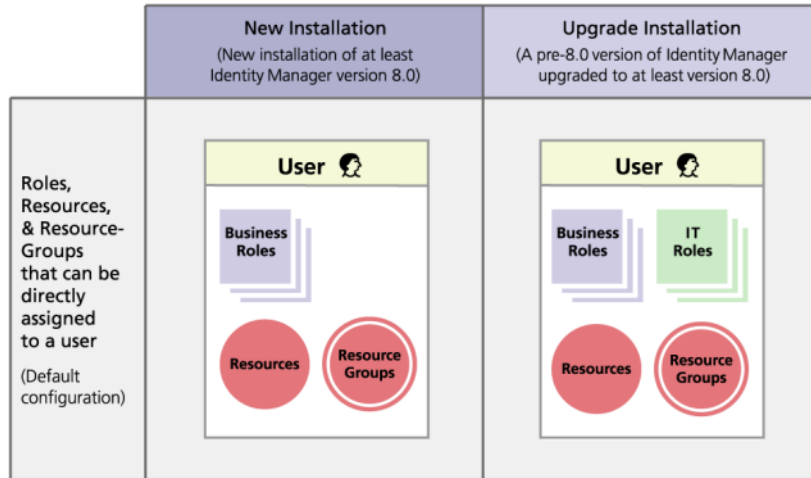 New Installation
(New installation of at least
Identity Manager version 8.0)
Upgrade Installation
(A pre-8.0 version of Identity Manager
upgraded to at least version 8.0)
Roles,
Resources,
& Resource-
Groups
that can be
directly
assigned
to a user
(Default
configuration)
User
Business
Roles
Resources
Resource
Groups
User
Business
Roles
IT
Roles
Resources
Resource
Groups